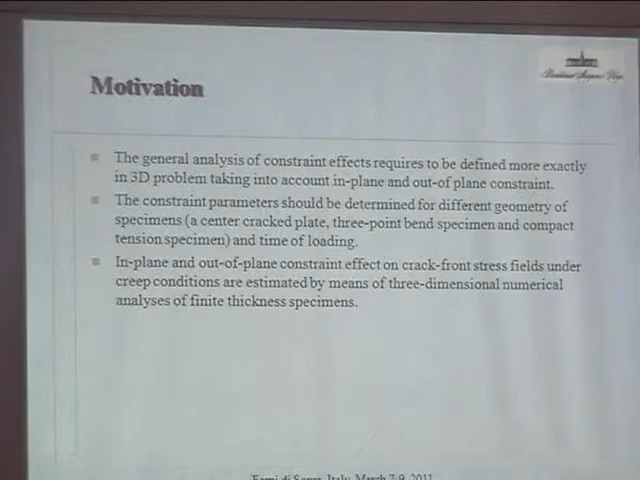 Motivation
The general analysis of constraint effects requires to be defined more exactly
in 3D problem taking into account in-plane and out-of plane constraint.
The constraint parameters should be determined for different geometry of
specimens (a center cracked plate, three-point bend specimen and compact
tension specimen) and time of loading.
In-plane and out-of-plane constraint effect on crack-front stress fields under
creep conditions are estimated by means of three-dimensional numerical
analyses of finite thickness specimens.
Italy, March 7-9, 2011